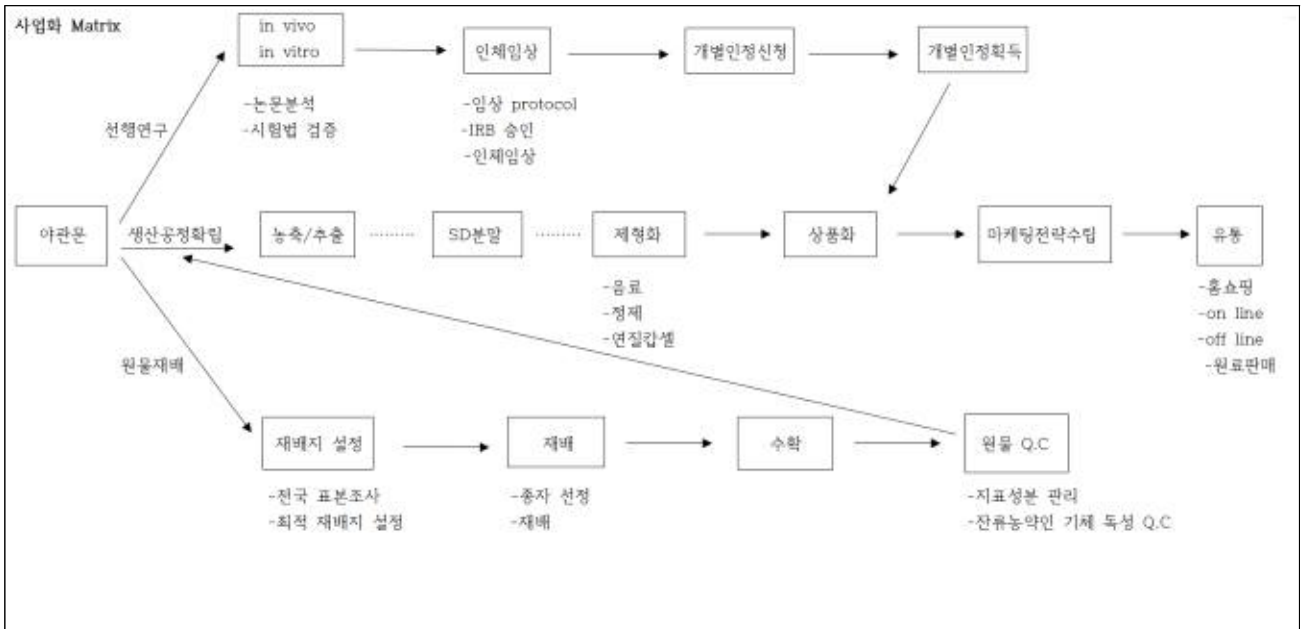 사업화 Matrix
in vivo
in vitro
인체임상
개별인정신청
개별인정획득
-논문분석
-시험법 검증
-임상 protocol
-IRB 승인
-인체임상
선행연구
야관문
생산공정확립
농축/추출
SD분말
제형화
상품화
마케팅전략수립
유통
-음료
-정제
-연질캅셀
-홈쇼핑
-on line
-off line
-원료판매
원물재배
재배지 설정
재배
수확
원물 Q.C
-전국 표본조사
-최적 재배지 설정
-종자 선정
-재배
-지표성분 관리
-잔류농약인 기체 독성 Q.C